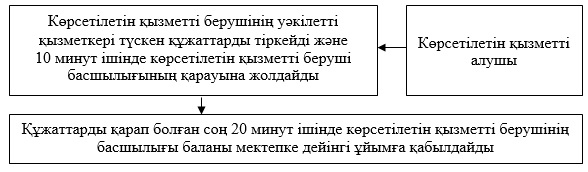 Көрсетілетін қызметті берушінің уәкілетті
қызметкері түскен құжаттарды тіркейді және
10 минут ішінде көрсетілетін қызметті беруші
басшылығының қарауына жолдайды
Көрсетілетін қызметті
алушы
Құжаттарды қарап болған соң 20 минут ішінде көрсетілетін қызметті берушінің
басшылығы баланы мектепке дейінгі ұйымға қабылдайды